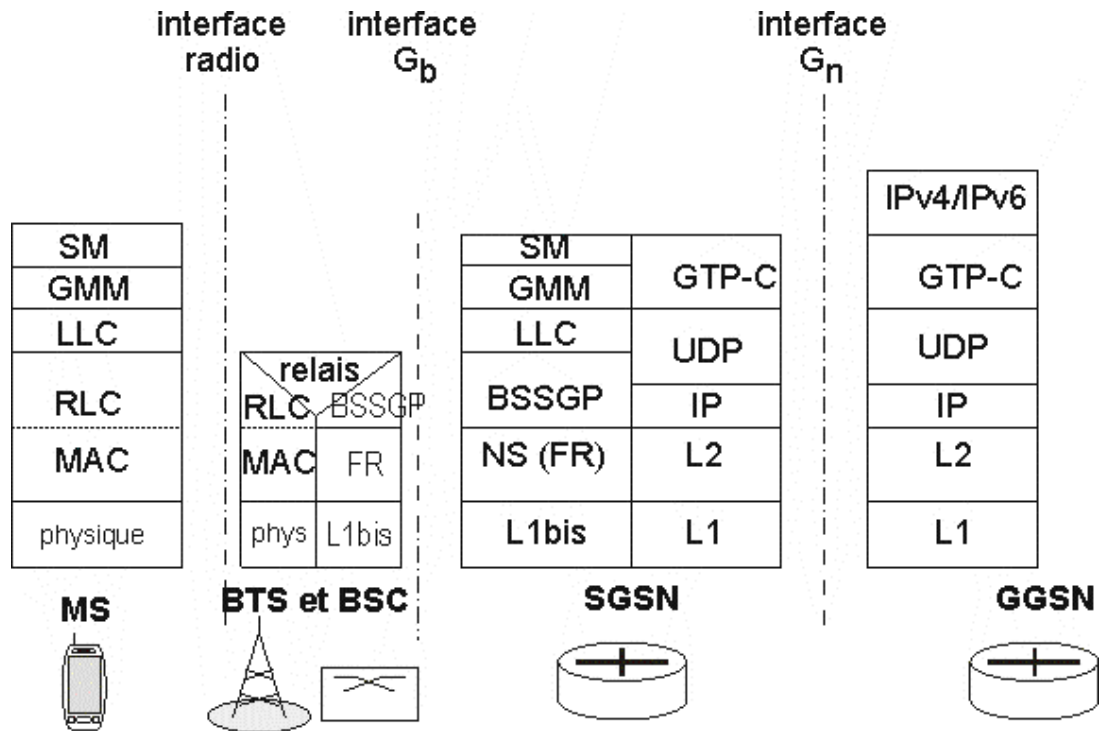 interface
radio
interface
Gb
interface
Gn
SM
GMM
LLC
RLC
MAC
physique
relais
RLC
BSSGP
MAC
FR
phys
L1bis
SM
GMM
LLC
BSSGP
NS (FR)
L1bis
GTP-C
UDP
IP
L2
L1
IPv4/IPv6
GTP-C
UDP
IP
L2
L1
MS
BTS et BSC
SGSN
GGSN